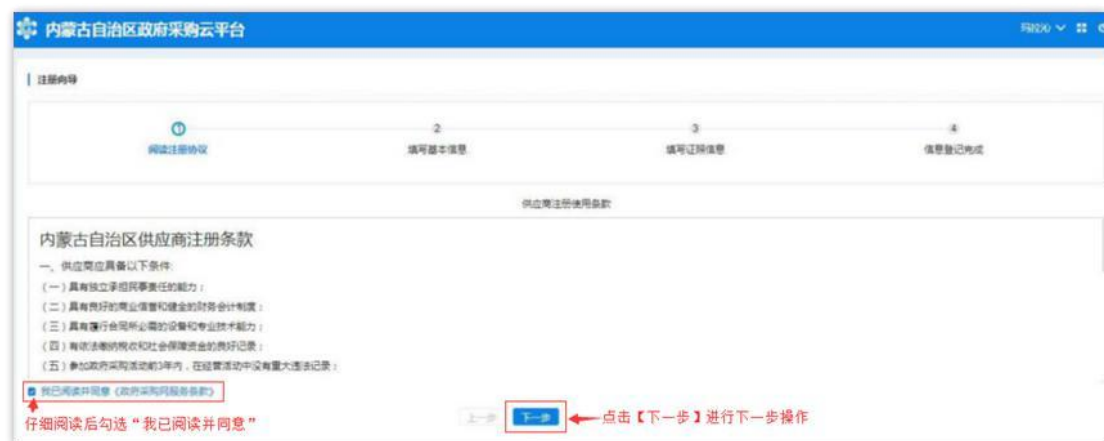 内蒙古自治区政府采购云平台
注册向导
1
2
3
4
阅读注册协议
填写基本信息
填写证照信息
信息登记完成
供应商注册使用条款
内蒙古自治区供应商注册条款
一、供应商应具备以下条件:
（一）具有独立承担民事责任的能力；
（二）具有良好的商业信誉和健全的财务会计制度；
（三）具有履行合同所必需的设备和专业技术能力；
（四）有依法缴纳税收和社会保障资金的良好记录；
（五）参加政府采购活动前3年内，在经营活动中没有重大违法记录；
我已阅读并同意《政府采购网服务条款》
仔细阅读后勾选“我已阅读并同意”
上一步
下一步
点击【下一步】进行下一步操作